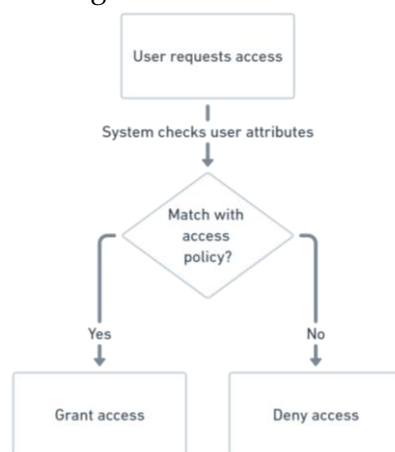 User requests access
System checks user attributes
Match with
access
policy?
Yes
No
Grant access
Deny access